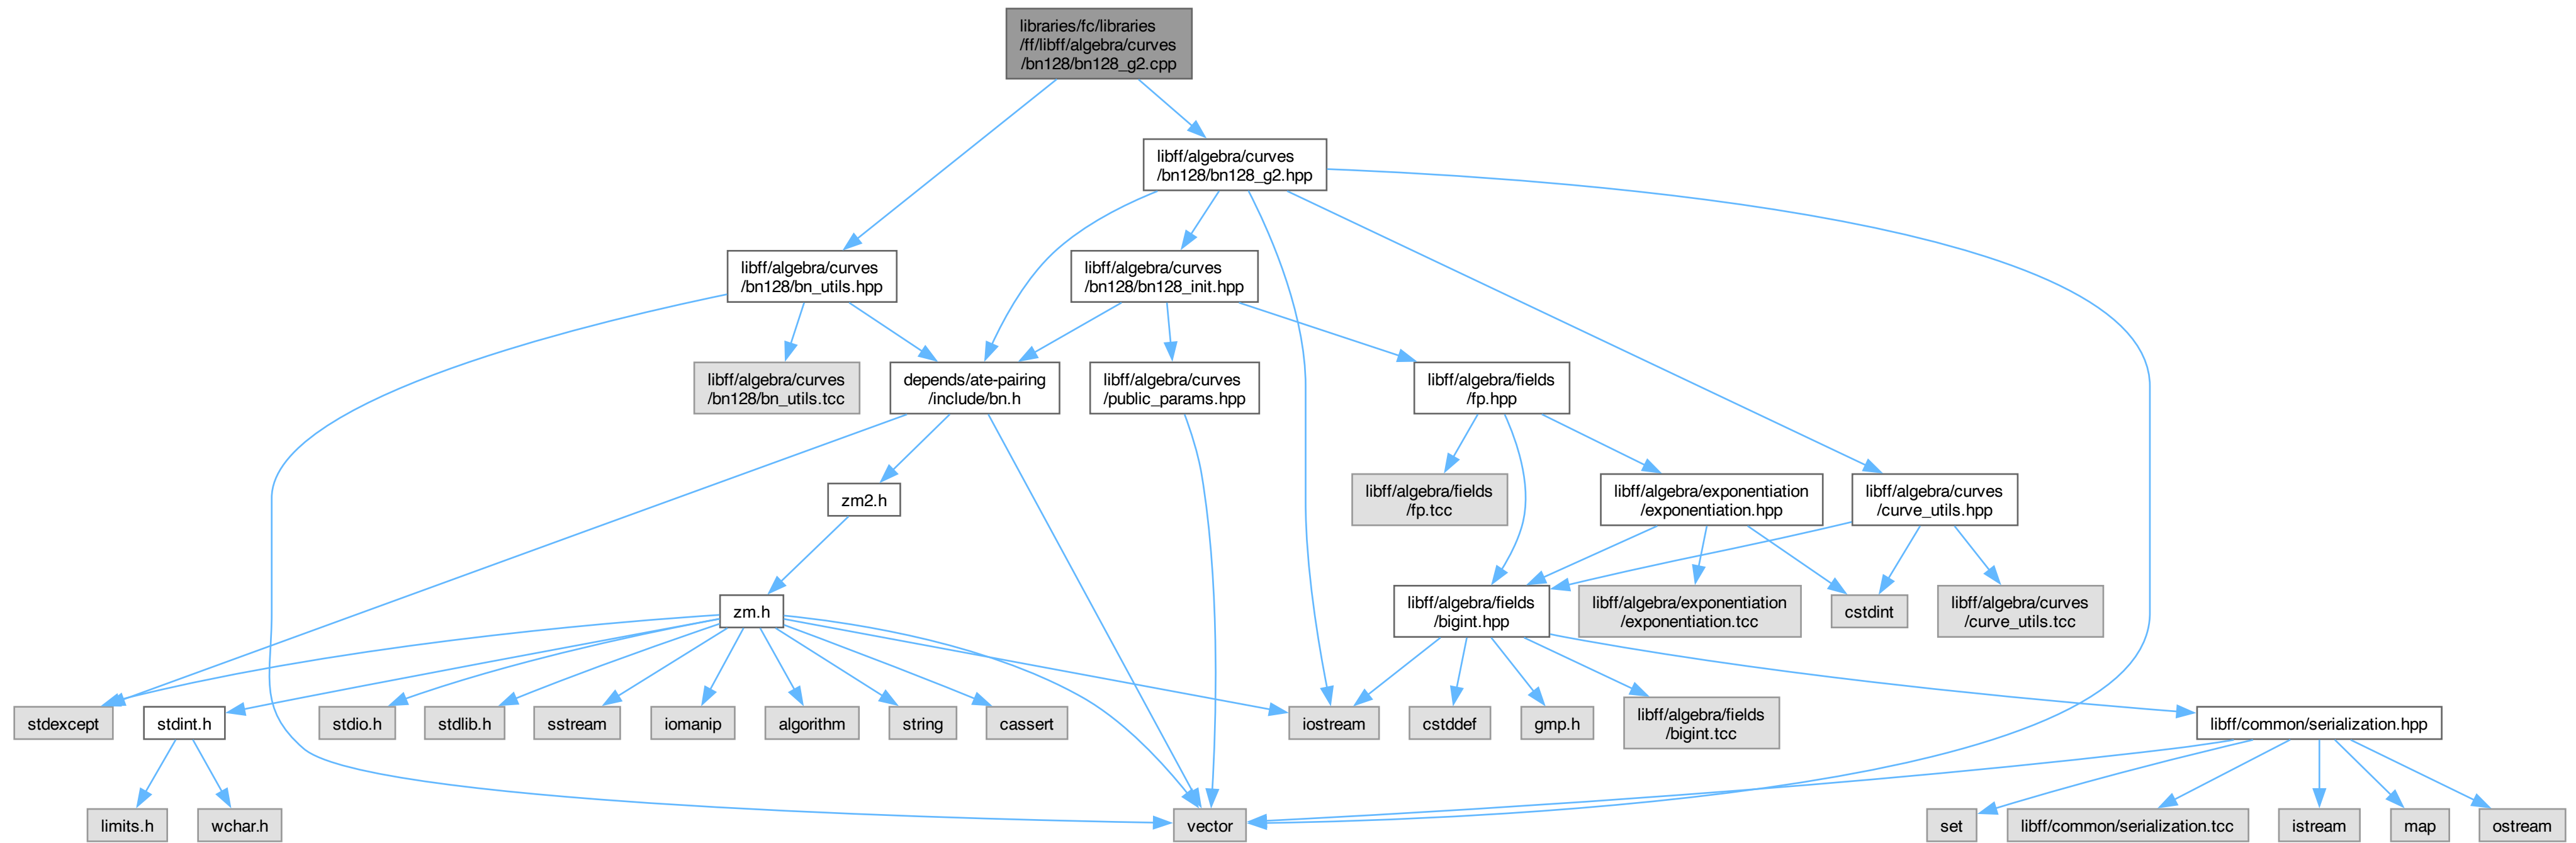 libraries/fc/libraries
/ff/libff/algebra/curves
/bn128/bn128_g2.cpp
libff/algebra/curves
/bn128/bn128_g2.hpp
libff/algebra/curves
/bn128/bn_utils.hpp
libff/algebra/curves
/bn128/bn128_init.hpp
libff/algebra/curves
/bn128/bn_utils.tcc
depends/ate-pairing
/include/bn.h
libff/algebra/curves
/public_params.hpp
libff/algebra/fields
/fp.hpp
zm2.h
libff/algebra/fields
/fp.tcc
libff/algebra/exponentiation
/exponentiation.hpp
libff/algebra/curves
/curve_utils.hpp
zm.h
libff/algebra/fields
/bigint.hpp
libff/algebra/exponentiation
/exponentiation.tcc
cstdint
libff/algebra/curves
/curve_utils.tcc
stdexcept
stdint.h
stdio.h
stdlib.h
sstream
iomanip
algorithm
string
cassert
iostream
cstddef
gmp.h
libff/algebra/fields
/bigint.tcc
libff/common/serialization.hpp
limits.h
wchar.h
vector
set
libff/common/serialization.tcc
istream
map
ostream